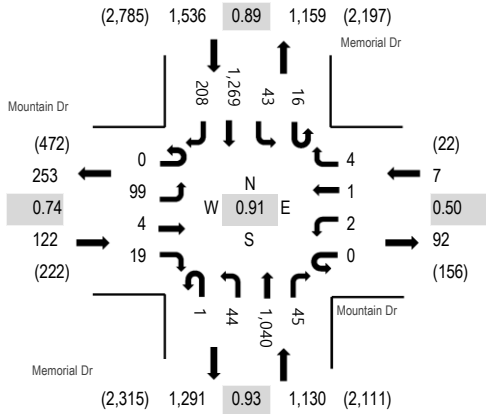 (2,785) 1,536 0.89 1,159 (2,197)
Memorial Dr
208 1,269 43 16
Mountain Dr
(472) 0 4 (22)
253 99 N 1 7
0.74 W 0.91 E 0.50
122 4 S 2 92
(222) 19 0 (156)
1 44 1,040 45
Mountain Dr
Memorial Dr
(2,315) 1,291 0.93 1,130 (2,111)